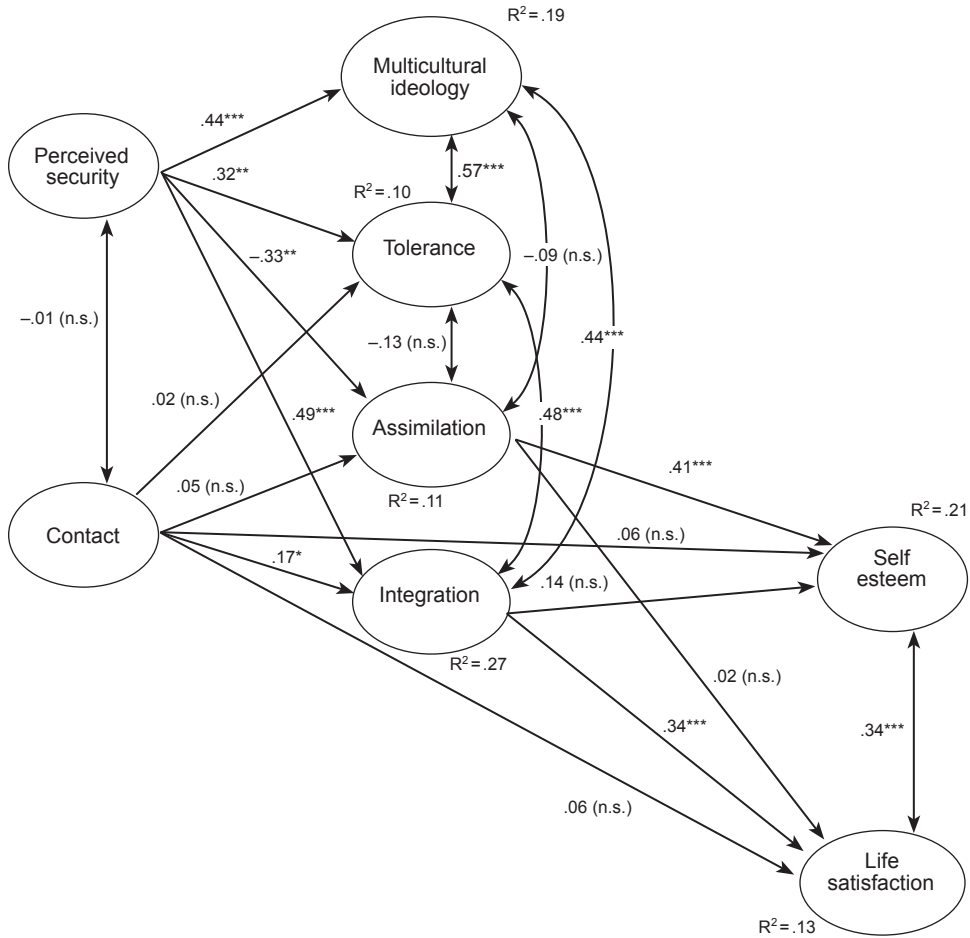 R² = .19
Multicultural
ideology
.44***
Perceived
security
.32**
.57***
R² = .10
Tolerance
–.33**
–.09 (n.s.)
–.01 (n.s.)
–.13 (n.s.)
.44***
.02 (n.s.)
.49***
.48***
Assimilation
.41***
.05 (n.s.)
R² = .11
R² = .21
Contact
.06 (n.s.)
.17*
Self
esteem
.14 (n.s.)
Integration
R² = .27
.02 (n.s.)
.34***
.34***
.06 (n.s.)
Life
satisfaction
R² = .13